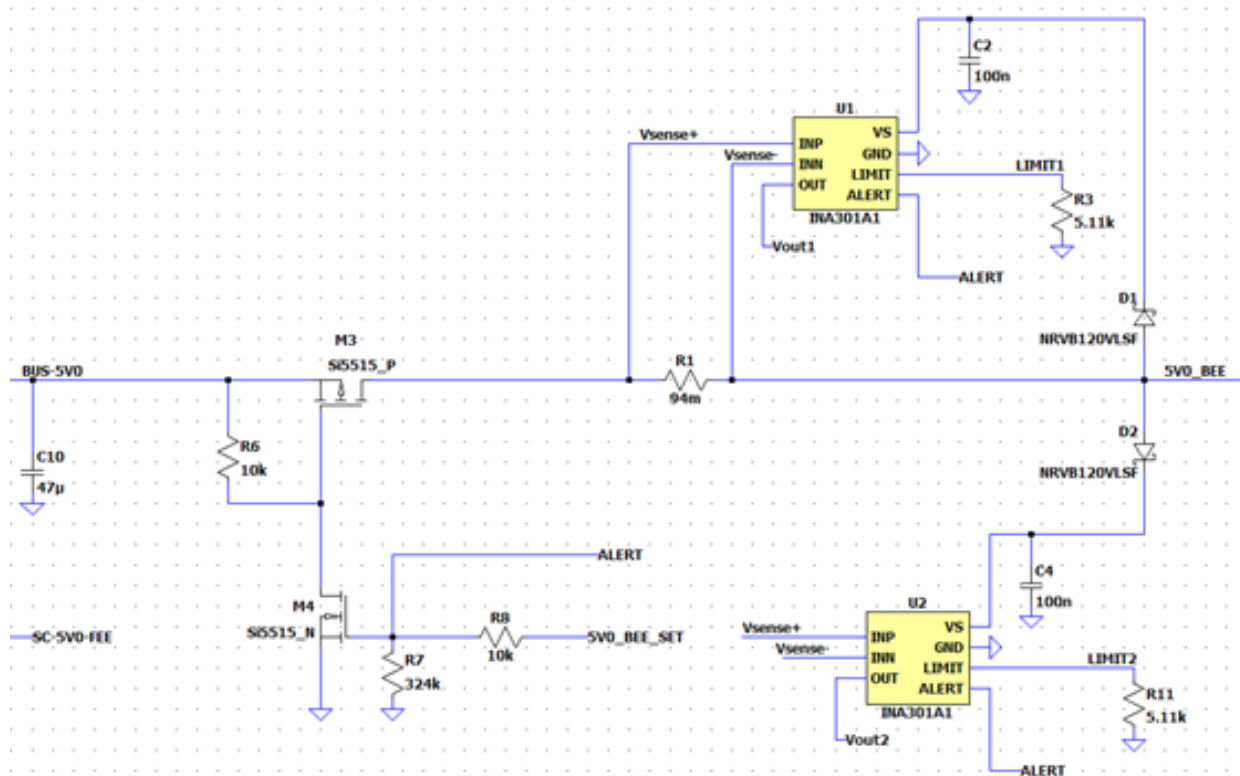 C2
100n
U1
Vsense+
VS
INP
Vsense-
GND
INN
LIMIT
LIMIT1
OUT
ALERT
R3
5.11k
INA301A1
Vout1
ALERT
D1
NRVB120VLSF
M3
Si5515_P
BUS-5V0
R1
94m
5V0_BEE
R6
10k
C10
47µ
D2
NRVB120VLSF
ALERT
C4
100n
M4
U2
SC-5V0-FEE
Si5515_N
R8
10k
5V0_BEE_SET
Vsense+
VS
INP
Vsense-
GND
INN
LIMIT
LIMIT2
OUT
ALERT
R7
324k
R11
5.11k
INA301A1
Vout2
ALERT